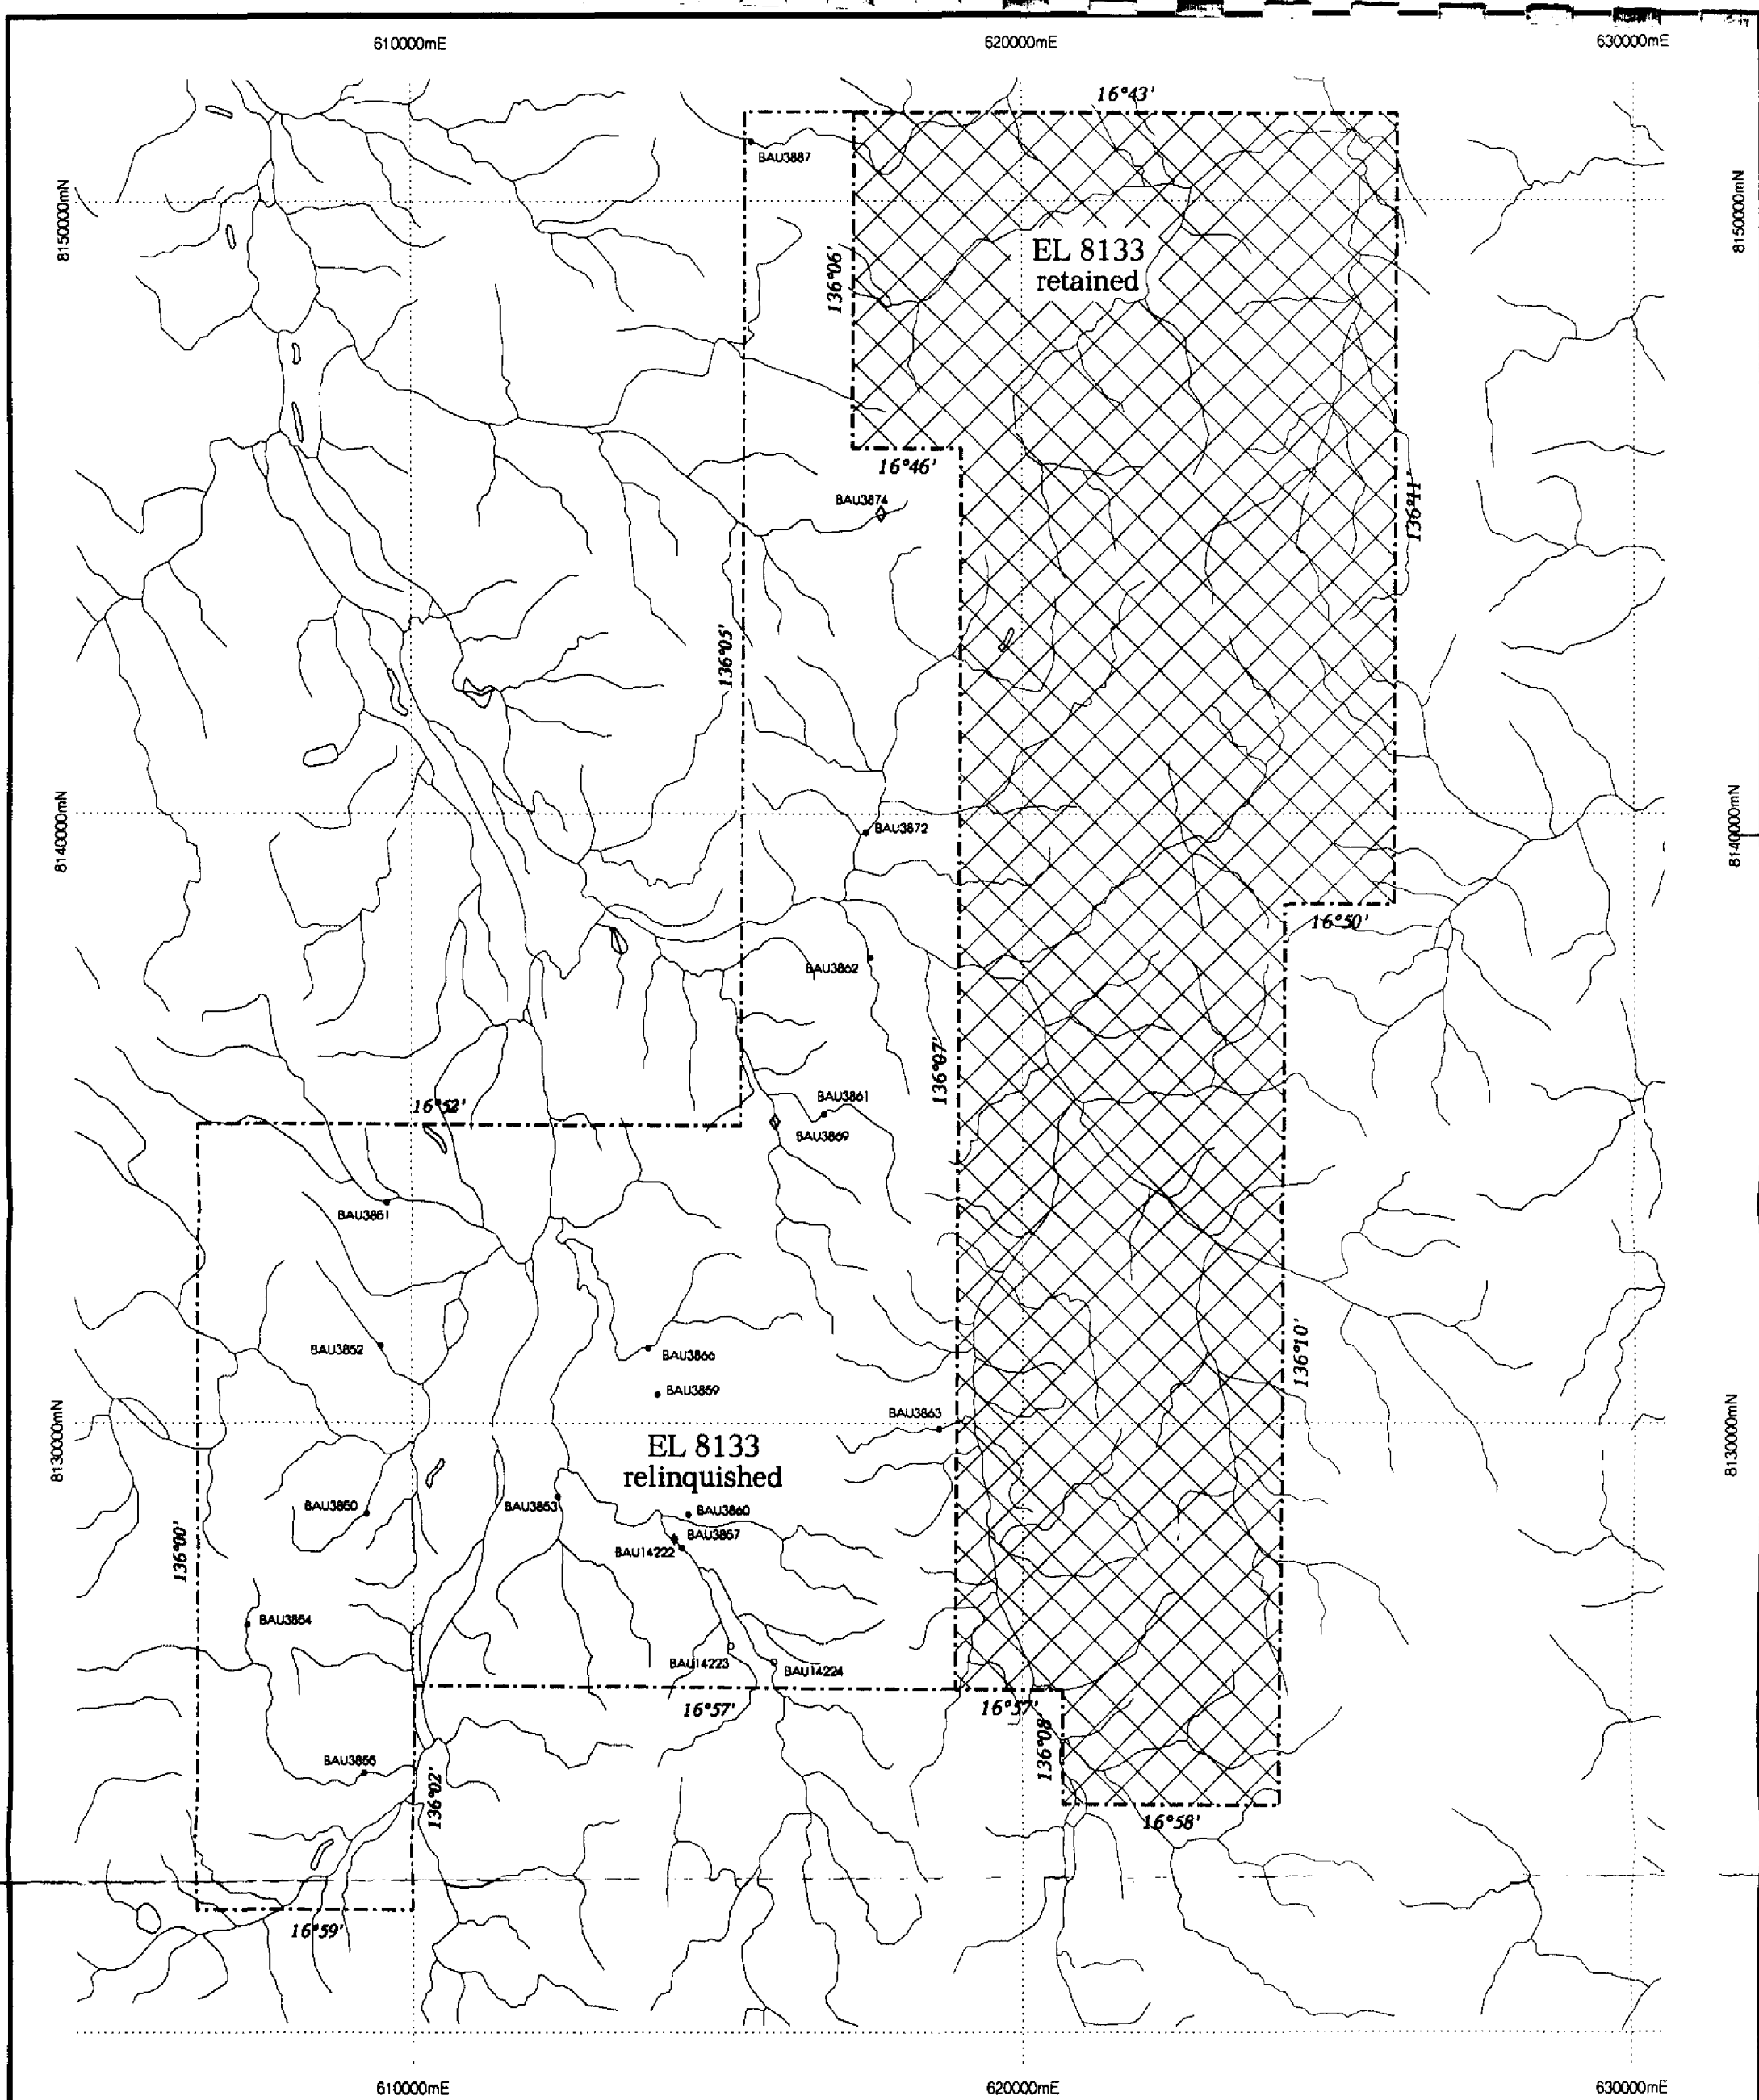 610000mE
620000mE
630000mE
16°43'
BAU3887
8150000mN
8150000mN
EL 8133
retained
136°06'
16°46'
BAU3874
136°11'
136°05'
8140000mN
BAU3872
8140000mN
16°50'
BAU3862
136°07'
BAU3861
16°52'
BAU3869
BAU3851
136°10'
BAU3852
BAU3866
BAU3859
BAU3863
8130000mN
8130000mN
EL 8133
relinquished
BAU3850
BAU3853
BAU3860
BAU3857
BAU14222
136°00'
BAU3854
BAU14223
BAU14224
16°57'
16°57'
136°08'
BAU3856
136°02'
16°58'
16°59'
610000mE
620000mE
630000mE